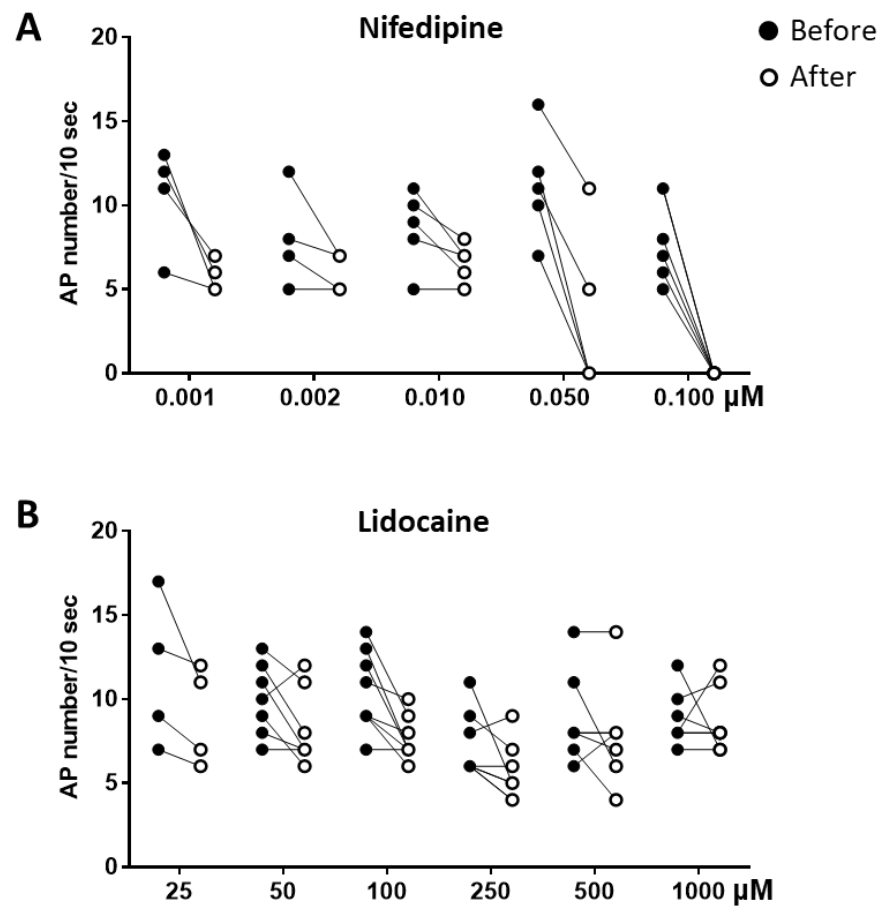 A
Nifedipine
Before
After
AP number/10 sec
20
15
10
5
0
0.001 0.002 0.010 0.050 0.100 µM
B
Lidocaine
AP number/10 sec
20
15
10
5
0
25 50 100 250 500 1000 µM